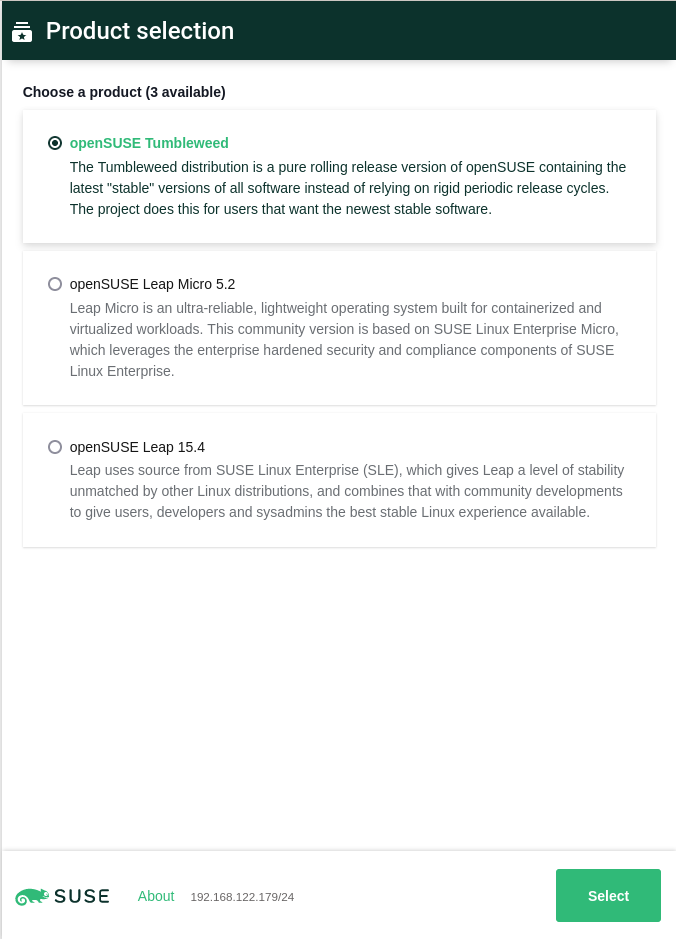 Product selection
Choose a product (3 available)
openSUSE Tumbleweed
The Tumbleweed distribution is a pure rolling release version of openSUSE containing the
latest "stable" versions of all software instead of relying on rigid periodic release cycles.
The project does this for users that want the newest stable software.
openSUSE Leap Micro 5.2
Leap Micro is an ultra-reliable, lightweight operating system built for containerized and
virtualized workloads. This community version is based on SUSE Linux Enterprise Micro,
which leverages the enterprise hardened security and compliance components of SUSE
Linux Enterprise.
openSUSE Leap 15.4
Leap uses source from SUSE Linux Enterprise (SLE), which gives Leap a level of stability
unmatched by other Linux distributions, and combines that with community developments
to give users, developers and sysadmins the best stable Linux experience available.
SUSE About 192.168.122.179/24 Select